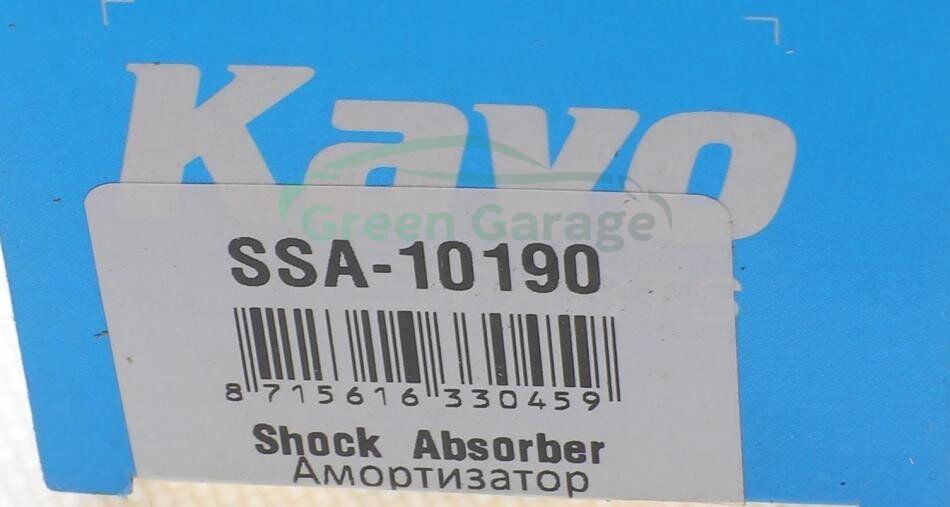 Kavo
Green Garage
SSA-10190
8 715616 330459
Shock Absorber
Амортизатор